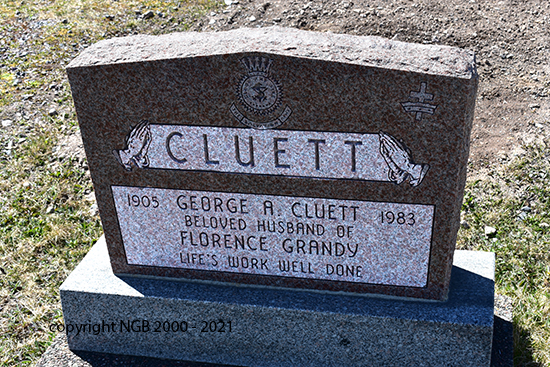 CLUETT
1905 GEORGE A. CLUETT 1983
BELOVED HUSBAND OF
FLORENCE GRANDY
LIFE'S WORK WELL DONE
copyright NGB 2000 - 2021